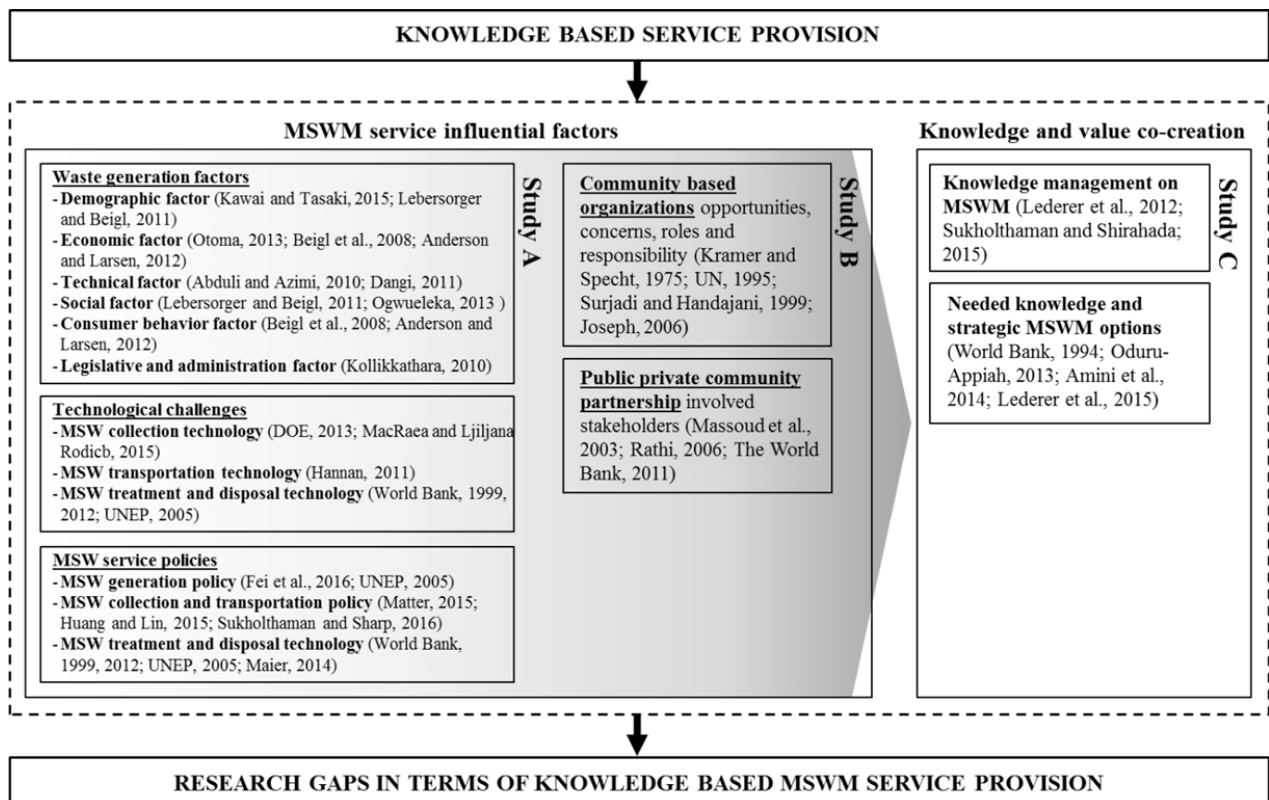 KNOWLEDGE BASED SERVICE PROVISION
MSWM service influential factors
Waste generation factors
- Demographic factor (Kawai and Tasaki, 2015; Lebersorger
and Beigl, 2011)
- Economic factor (Otoma, 2013; Beigl et al., 2008; Anderson
and Larsen, 2012)
- Technical factor (Abduli and Azimi, 2010; Dangi, 2011)
- Social factor (Lebersorger and Beigl, 2011; Ogwueleka, 2013 )
- Consumer behavior factor (Beigl et al., 2008; Anderson and
Larsen, 2012)
- Legislative and administration factor (Kollikkathara, 2010)
Technological challenges
- MSW collection technology (DOE, 2013; MacRaea and Ljiljana
Rodicb, 2015)
- MSW transportation technology (Hannan, 2011)
- MSW treatment and disposal technology (World Bank, 1999,
2012; UNEP, 2005)
MSW service policies
- MSW generation policy (Fei et al., 2016; UNEP, 2005)
- MSW collection and transportation policy (Matter, 2015;
Huang and Lin, 2015; Sukholthaman and Sharp, 2016)
- MSW treatment and disposal technology (World Bank,
1999, 2012; UNEP, 2005; Maier, 2014)
Study A
Community based
organizations opportunities,
concerns, roles and
responsibility (Kramer and
Specht, 1975; UN, 1995;
Surjadi and Handajani, 1999;
Joseph, 2006)
Public private community
partnership involved
stakeholders (Massoud et al.,
2003; Rathi, 2006; The World
Bank, 2011)
Study B
Knowledge and value co-creation
Knowledge management on
MSWM (Lederer et al., 2012;
Sukholthaman and Shirahada;
2015)
Needed knowledge and
strategic MSWM options
(World Bank, 1994; Oduru-
Appiah, 2013; Amini et al.,
2014; Lederer et al., 2015)
Study C
RESEARCH GAPS IN TERMS OF KNOWLEDGE BASED MSWM SERVICE PROVISION